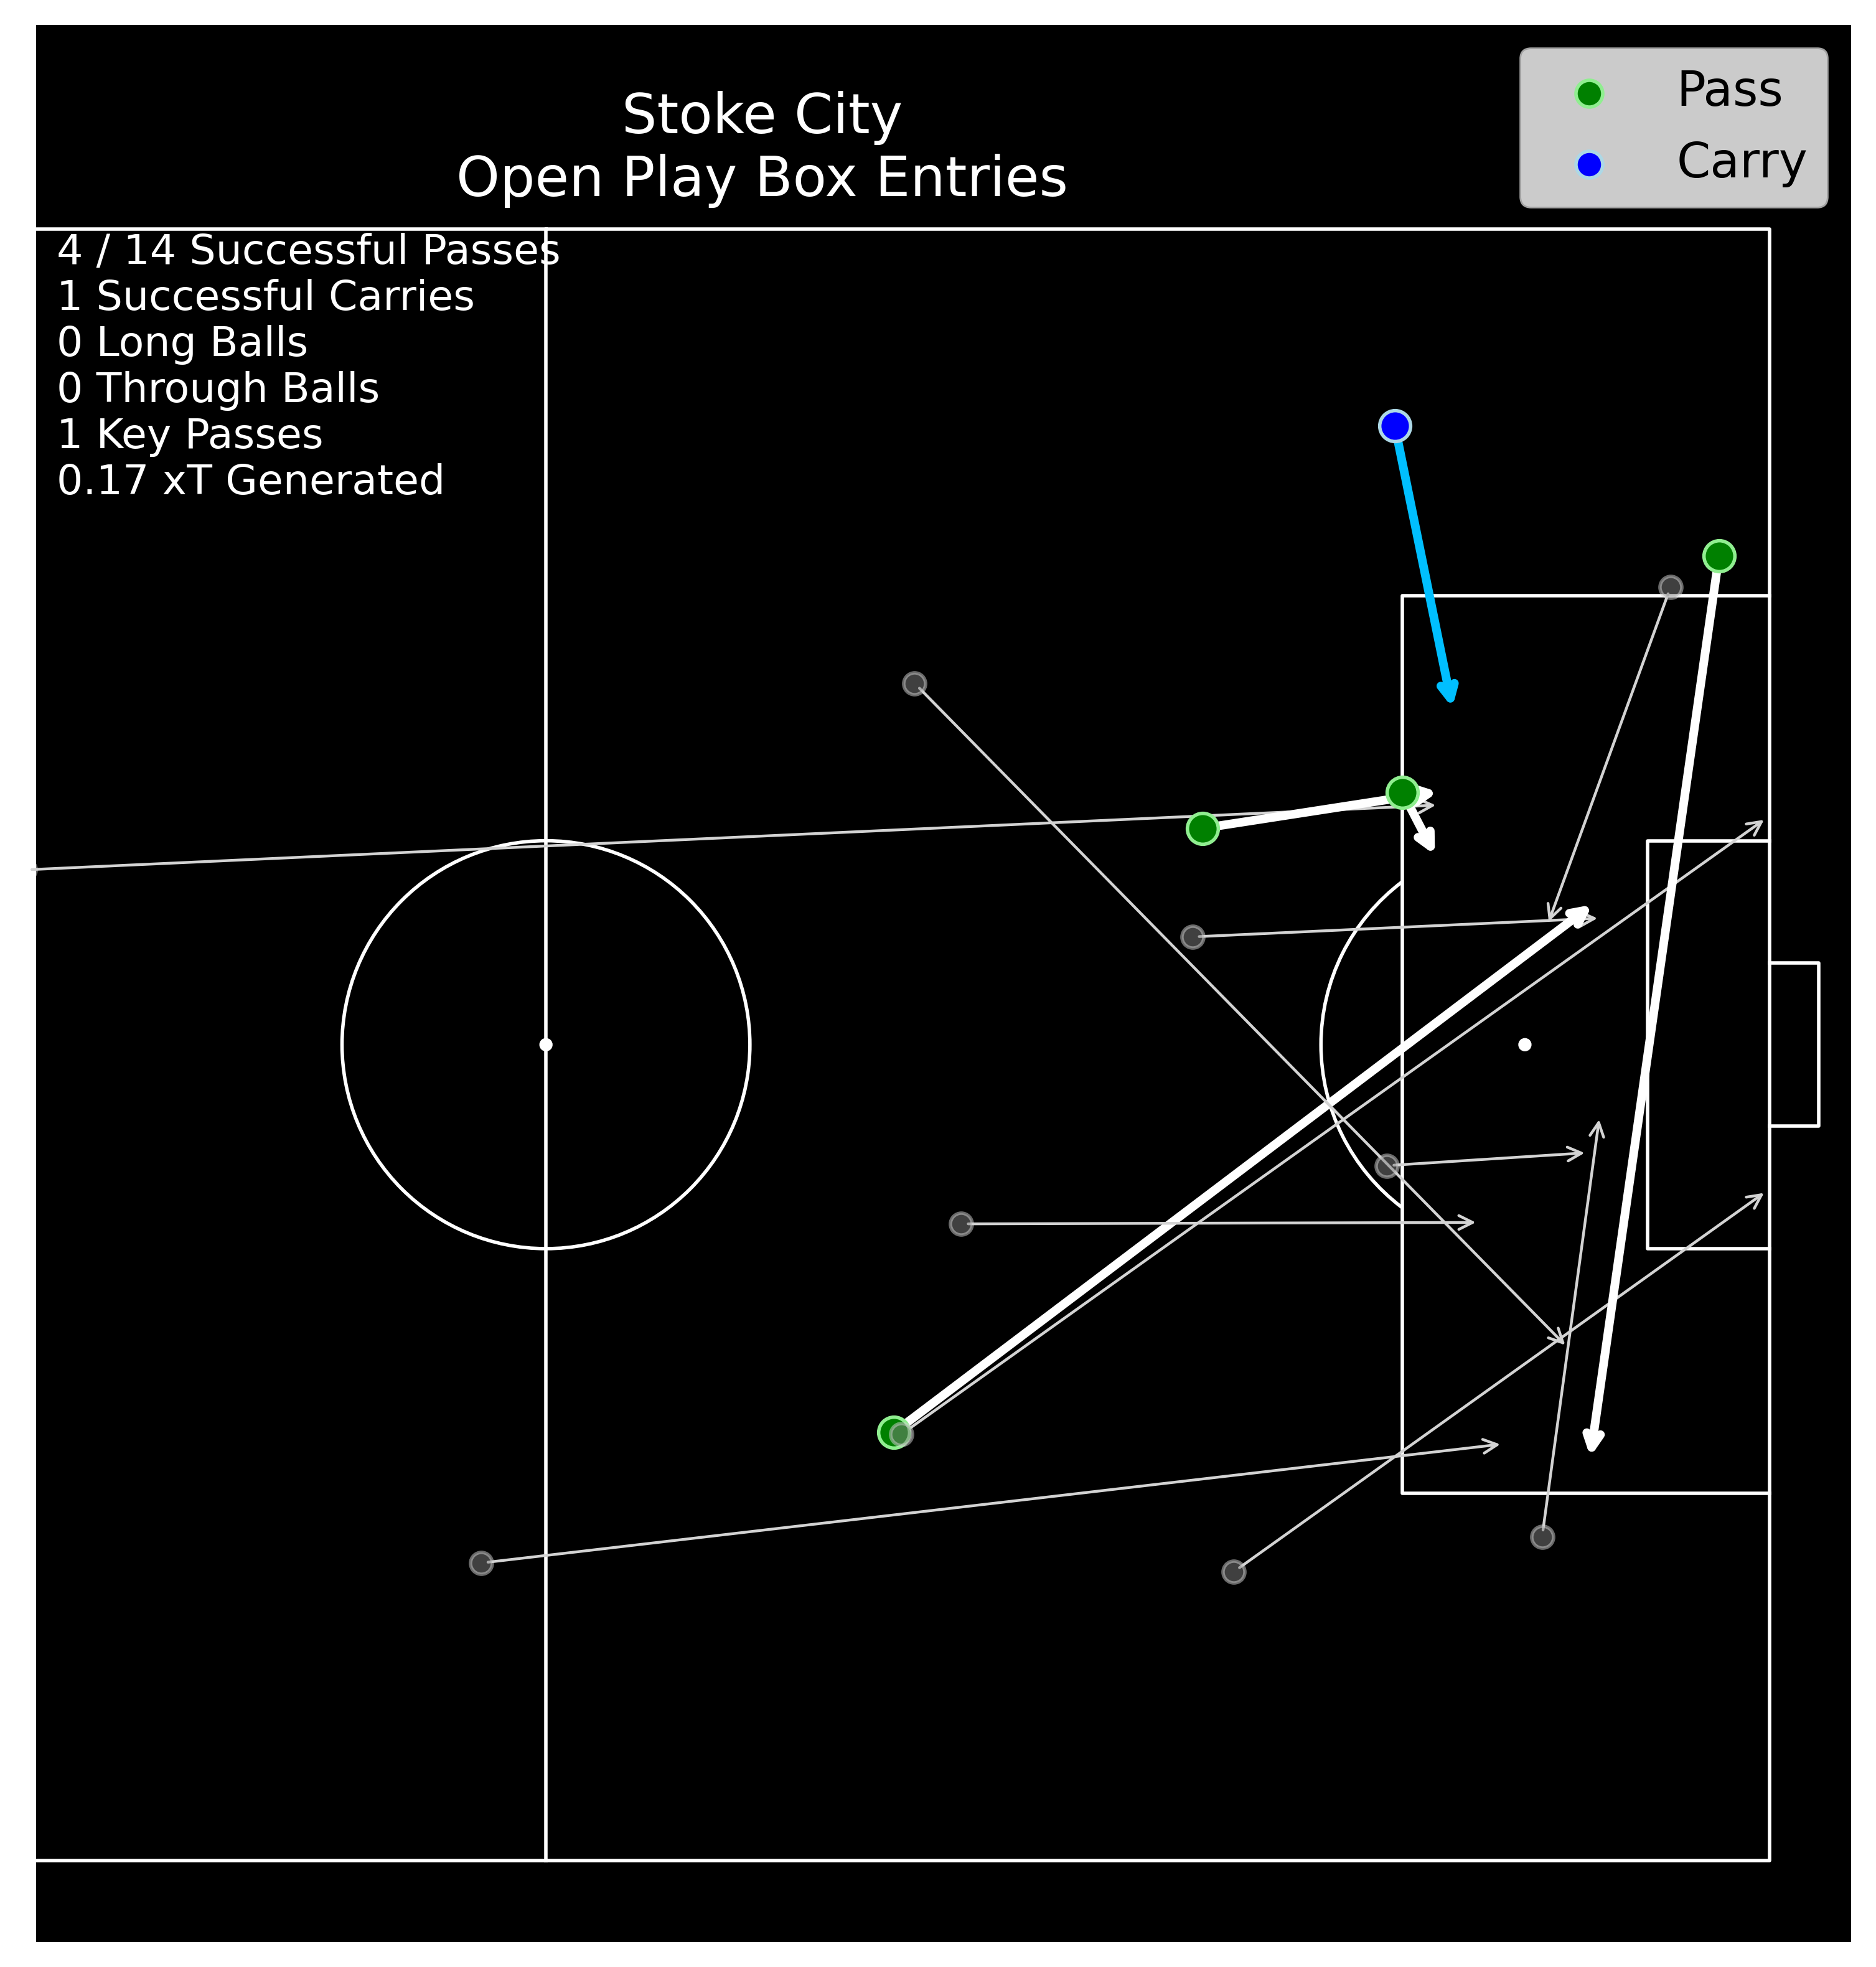 Stoke City
Open Play Box Entries
Pass
Carry
4 / 14 Successful Passes
1 Successful Carries
0 Long Balls
0 Through Balls
1 Key Passes
0.17 xT Generated